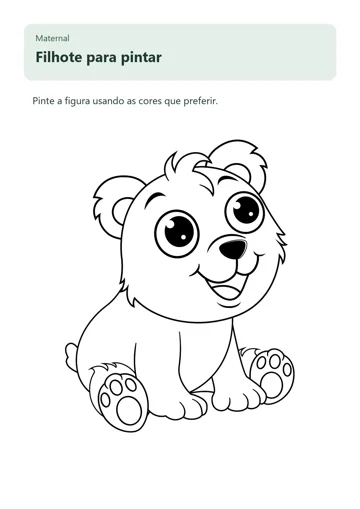 Maternal
Filhote para pintar
Pinte a figura usando as cores que preferir.